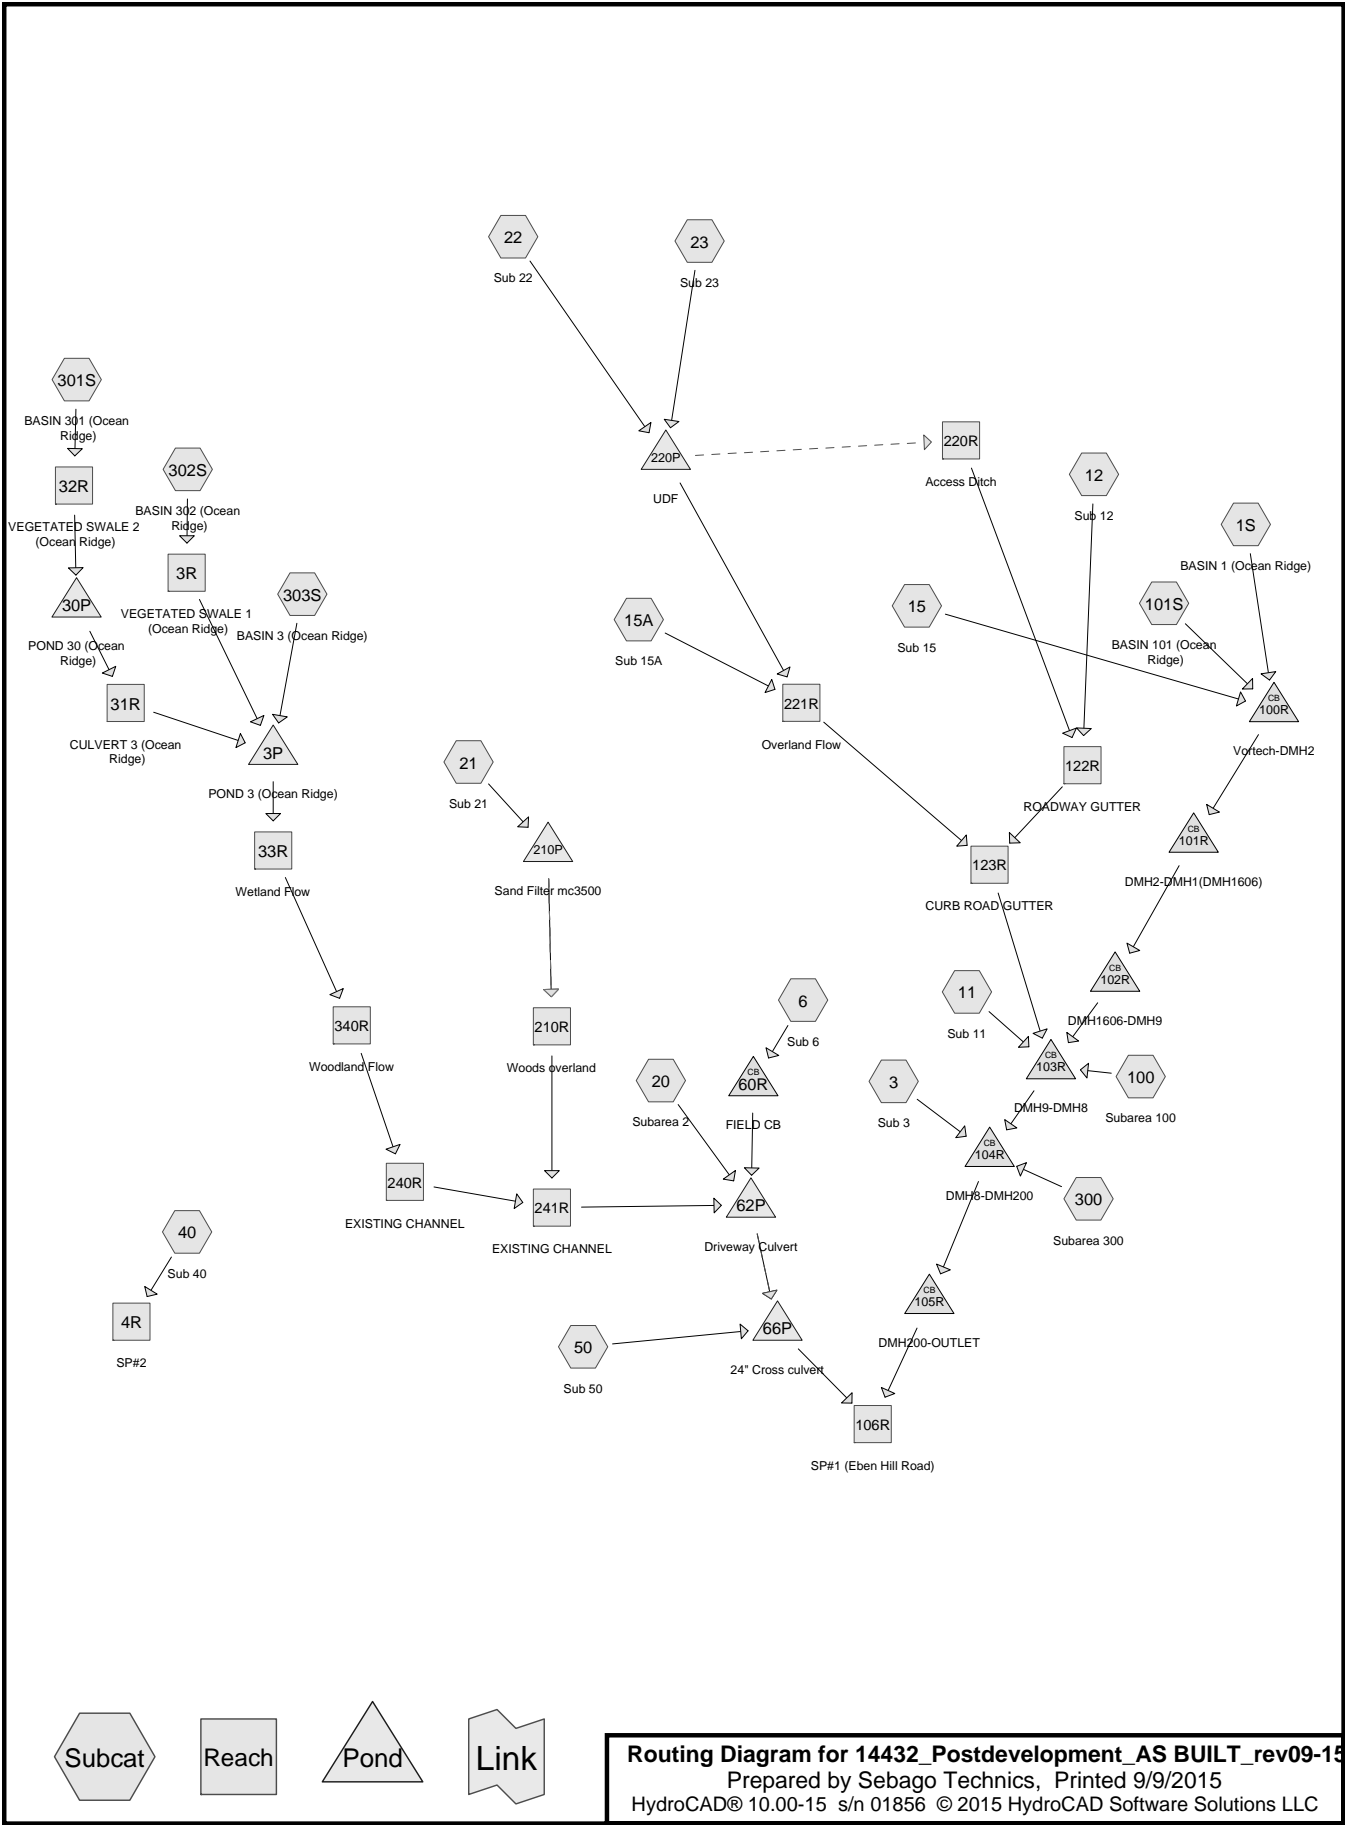 22
Sub 22
23
Sub 23
301S
BASIN 301 (Ocean
Ridge)
302S
BASIN 302 (Ocean
Ridge)
32R
VEGETATED SWALE 2
(Ocean Ridge)
220P
UDF
220R
Access Ditch
12
Sub 12
1S
BASIN 1 (Ocean Ridge)
3R
VEGETATED SWALE 1
(Ocean Ridge)
303S
BASIN 3 (Ocean Ridge)
30P
POND 30 (Ocean
Ridge)
15A
Sub 15A
15
Sub 15
101S
BASIN 101 (Ocean
Ridge)
31R
CULVERT 3 (Ocean
Ridge)
3P
POND 3 (Ocean Ridge)
221R
Overland Flow
CB
100R
Vortech-DMH2
21
Sub 21
122R
ROADWAY GUTTER
33R
Wetland Flow
210P
Sand Filter mc3500
123R
CURB ROAD GUTTER
CB
101R
DMH2-DMH1(DMH1606)
CB
102R
DMH1606-DMH9
11
Sub 11
6
Sub 6
340R
Woodland Flow
210R
Woods overland
20
Subarea 2
CB
60R
FIELD CB
3
Sub 3
CB
103R
DMH9-DMH8
100
Subarea 100
CB
104R
DMH8-DMH200
300
Subarea 300
240R
EXISTING CHANNEL
241R
EXISTING CHANNEL
62P
Driveway Culvert
40
Sub 40
4R
SP#2
50
Sub 50
66P
24" Cross culvert
CB
105R
DMH200-OUTLET
106R
SP#1 (Eben Hill Road)
Subcat
Reach
Pond
Link
Routing Diagram for 14432_Postdevelopment_AS BUILT_rev09-15
Prepared by Sebago Technics, Printed 9/9/2015
HydroCAD® 10.00-15 s/n 01856 © 2015 HydroCAD Software Solutions LLC